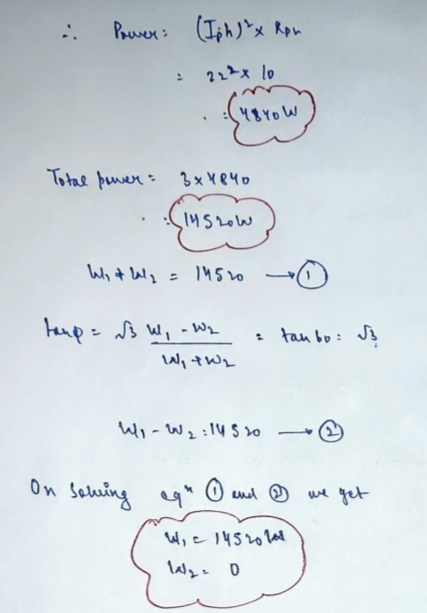 ∴ Power: (Iph)² x Rph
= 22² x 10
∴ = 4840W
Total power = 3 x 4840
∴ = 14520W
W₁ + W₂ = 14520 → ①
tanφ = √3 W₁ - W₂ / W₁ + W₂ = tan 60 = √3
W₁ - W₂ = 14520 → ②
On solving eqⁿ ① and ② we get
W₁ = 14520W
W₂ = 0